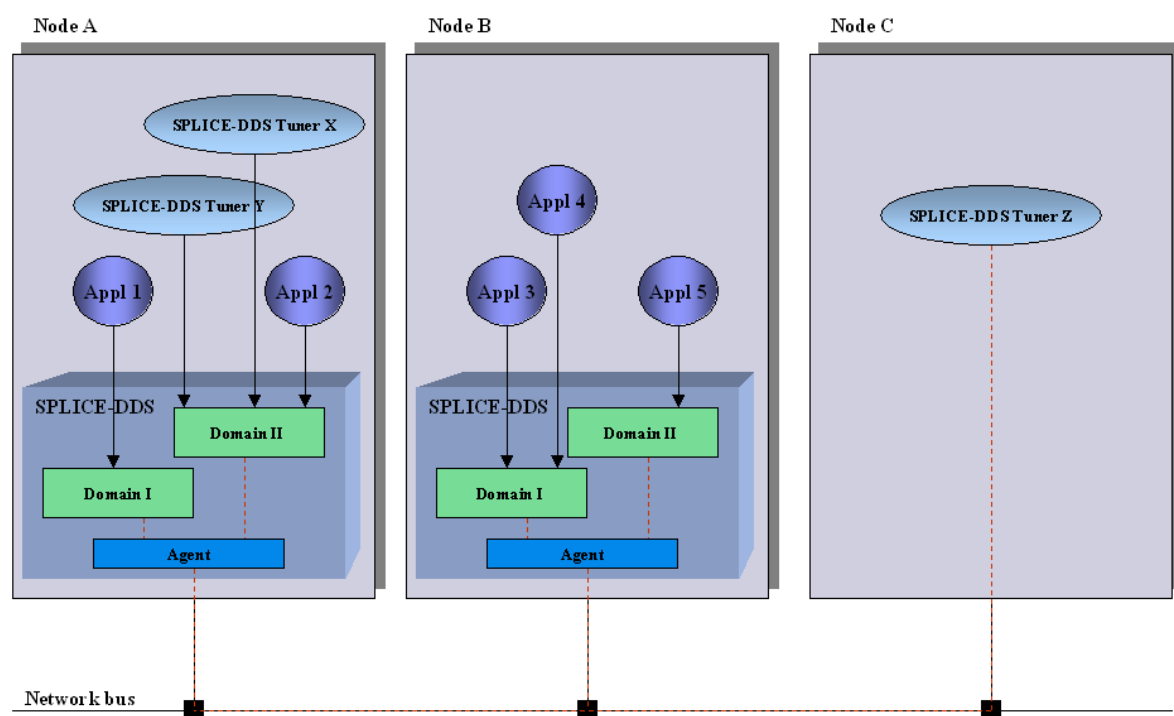 Node A
Node B
Node C
SPLICE-DDS Tuner X
SPLICE-DDS Tuner Y
Appl 4
SPLICE-DDS Tuner Z
Appl 1
Appl 2
Appl 3
Appl 5
SPLICE-DDS
SPLICE-DDS
Domain II
Domain II
Domain I
Domain I
Agent
Agent
Network bus